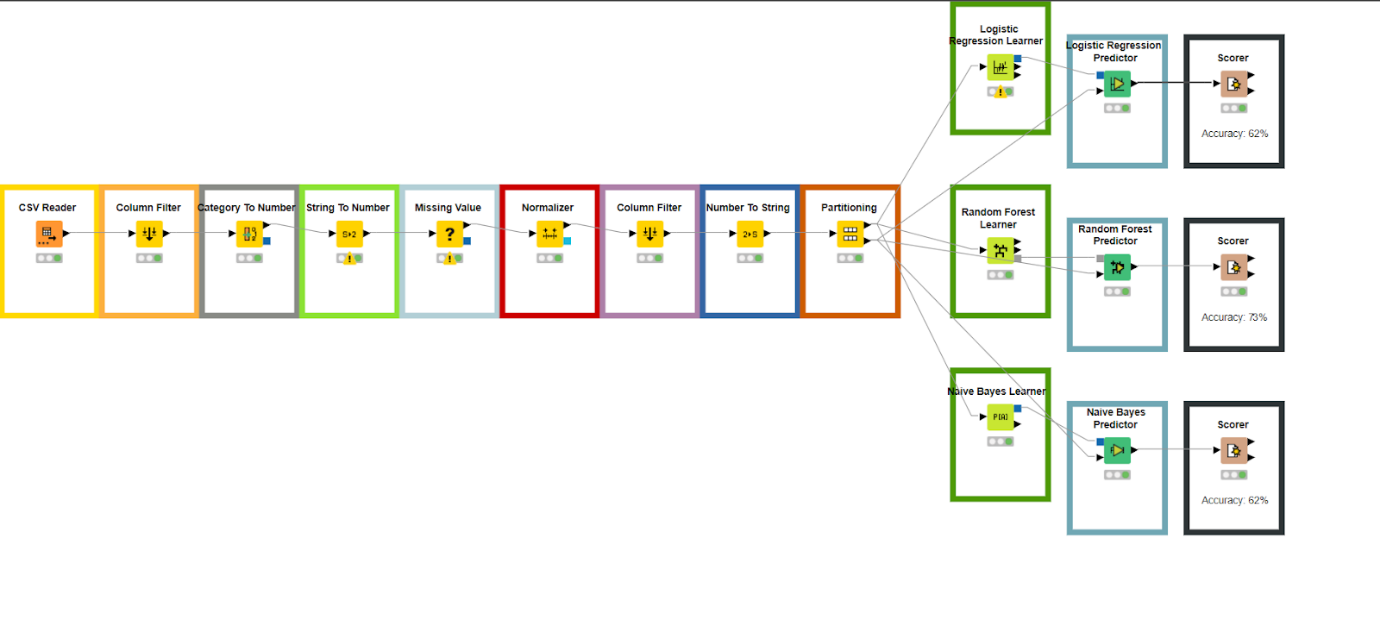 Logistic
Regression Learner
Logistic Regression
Predictor
Scorer
Accuracy: 62%
CSV Reader
Column Filter
Category To Number
String To Number
Missing Value
Normalizer
Column Filter
Number To String
Partitioning
S+2
?
2+S
Random Forest
Learner
Random Forest
Predictor
Scorer
Accuracy: 73%
Naive Bayes Learner
P(A)
Naive Bayes
Predictor
Scorer
Accuracy: 62%